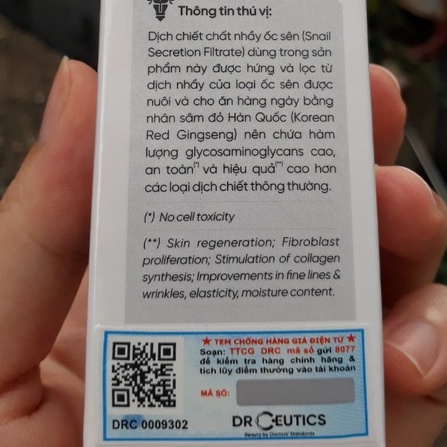 Thông tin thú vị:
Dịch chiết chất nhầy ốc sên (Snail
Secretion Filtrate) dùng trong sản
phẩm này được hứng và lọc từ
dịch nhầy của loại ốc sên được
nuôi và cho ăn hàng ngày bằng
nhân sâm đỏ Hàn Quốc (Korean
Red Gingseng) nên chứa hàm
lượng glycosaminoglycans cao,
an toàn(*) và hiệu quả(**) cao hơn
các loại dịch chiết thông thường.
(*) No cell toxicity
(**) Skin regeneration; Fibroblast
proliferation; Stimulation of collagen
synthesis; Improvements in fine lines &
wrinkles, elasticity, moisture content.
★ TEM CHỐNG HÀNG GIẢ ĐIỆN TỬ ★
Soạn: TTCG DRC mã số gửi 8077
để kiểm tra hàng chính hãng &
tích lũy điểm thưởng vào tài khoản
MÃ SỐ:
DRC 0009302
DR CEUTICS
Beauty by Doctors' Standards